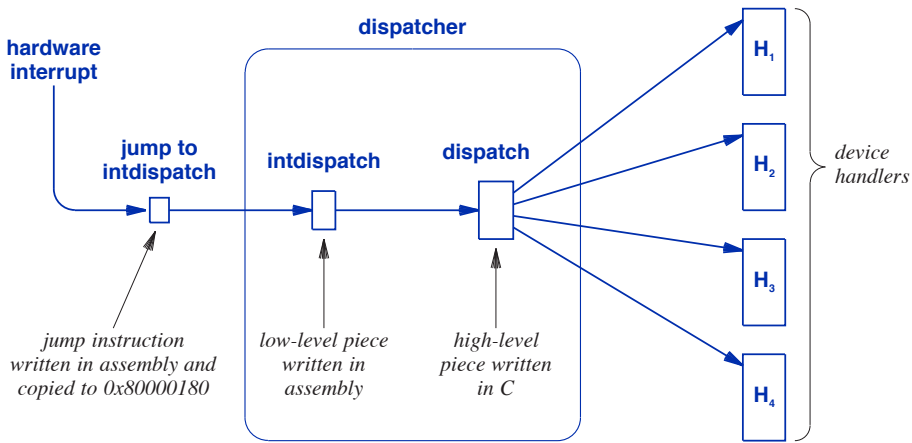 dispatcher
hardware
interrupt
jump to
intdispatch
intdispatch
dispatch
H1
H2
H3
H4
device
handlers
jump instruction
written in assembly and
copied to 0x80000180
low-level piece
written in
assembly
high-level
piece written
in C